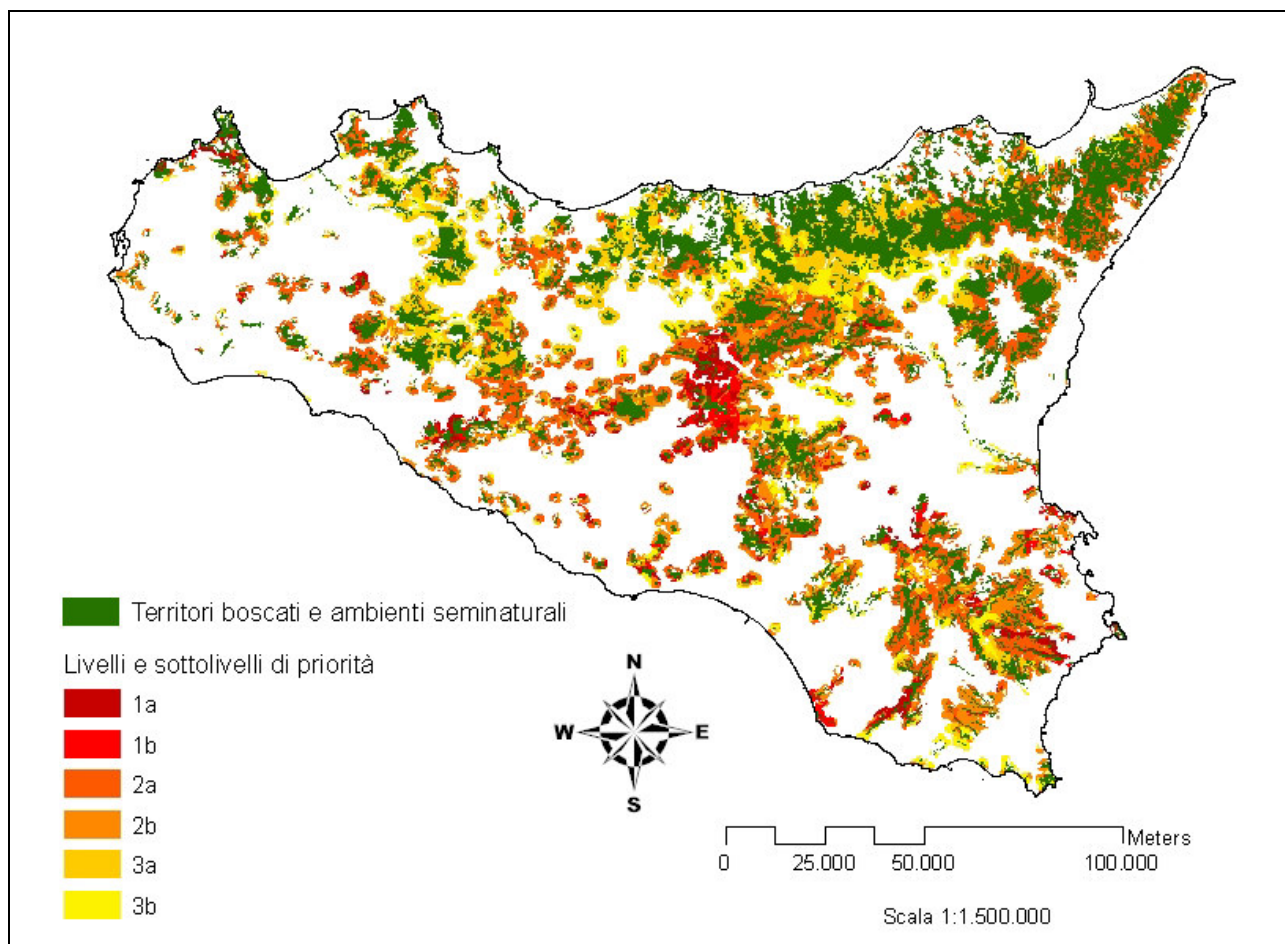 Territori boscati e ambienti seminaturali
Livelli e sottolivelli di priorità
1a
1b
2a
2b
3a
3b
N
W E
S
Meters
0 25.000 50.000 100.000
Scala 1:1.500.000